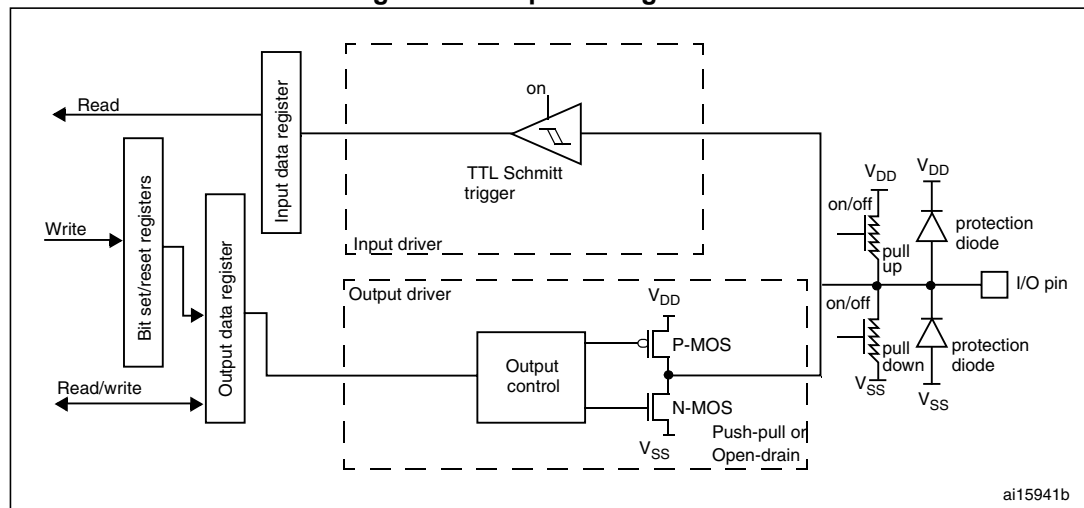 Read
Write
Read/write
Bit set/reset registers
Input data register
Output data register
on
TTL Schmitt
trigger
Input driver
Output driver
Output
control
VDD
P-MOS
N-MOS
VSS
Push-pull or
Open-drain
VDD
on/off
pull
up
on/off
pull
down
VSS
VDD
protection
diode
I/O pin
protection
diode
VSS
ai15941b